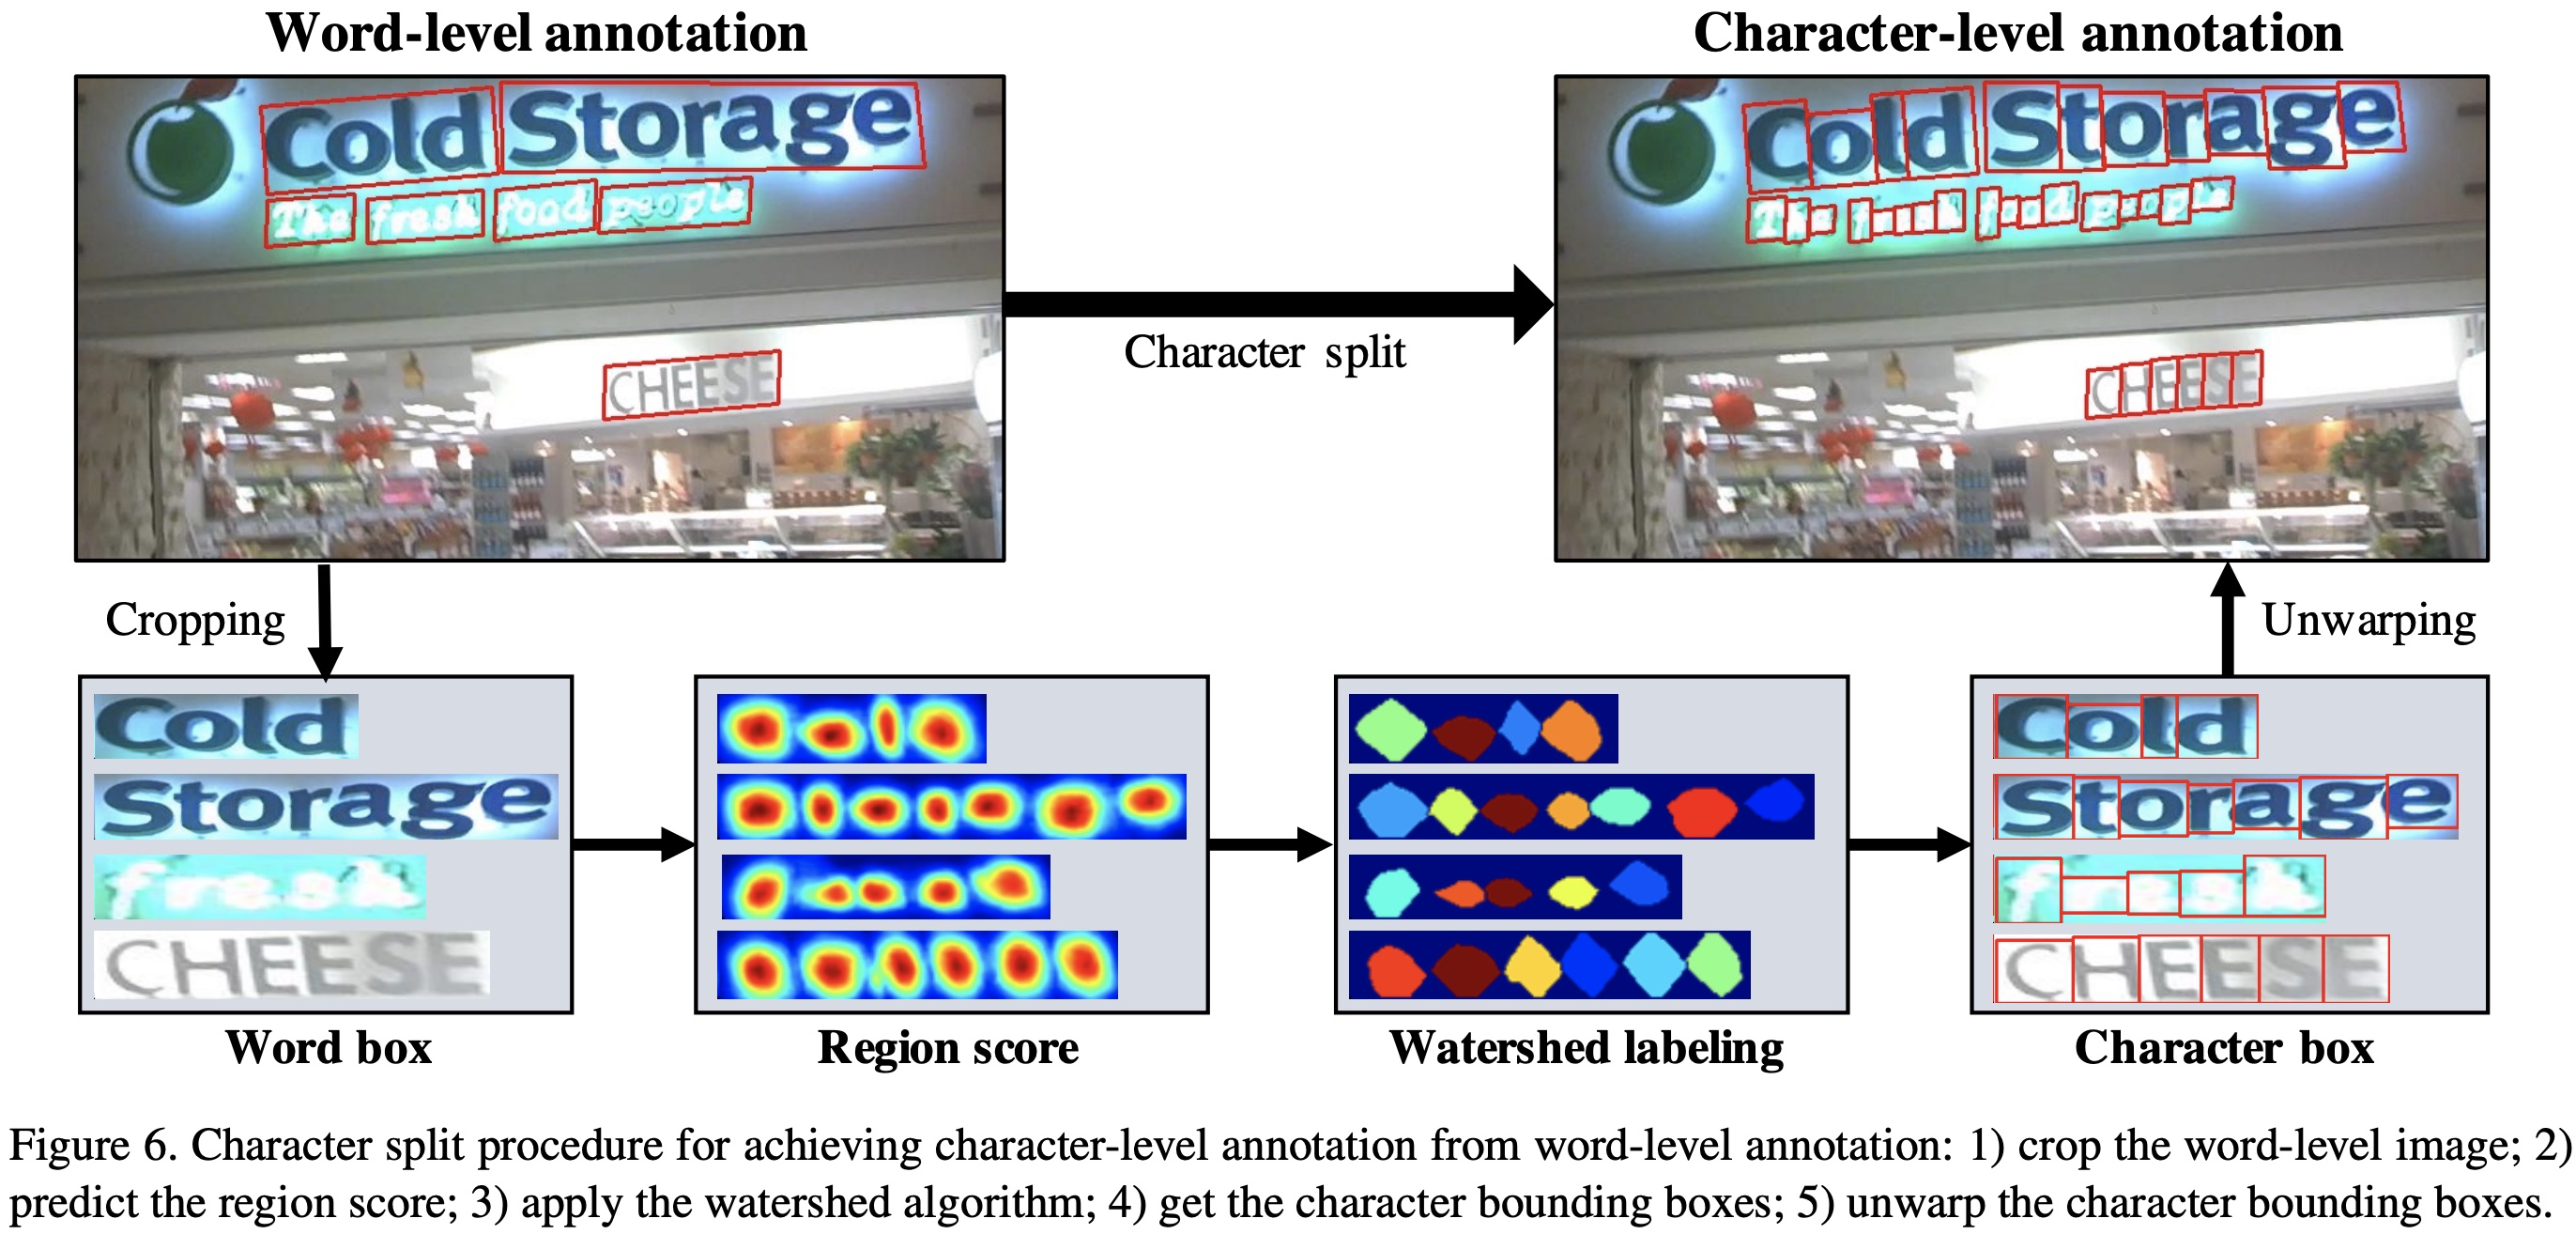 Word-level annotation
Character-level annotation
Cold Storage
The fresh food people
CHEESE
Character split
Cold Storage
The fresh food people
CHEESE
Cropping
Unwarping
Cold
Storage
fresh
CHEESE
Cold
Storage
fresh
CHEESE
Word box
Region score
Watershed labeling
Character box
Figure 6. Character split procedure for achieving character-level annotation from word-level annotation: 1) crop the word-level image; 2)
predict the region score; 3) apply the watershed algorithm; 4) get the character bounding boxes; 5) unwarp the character bounding boxes.